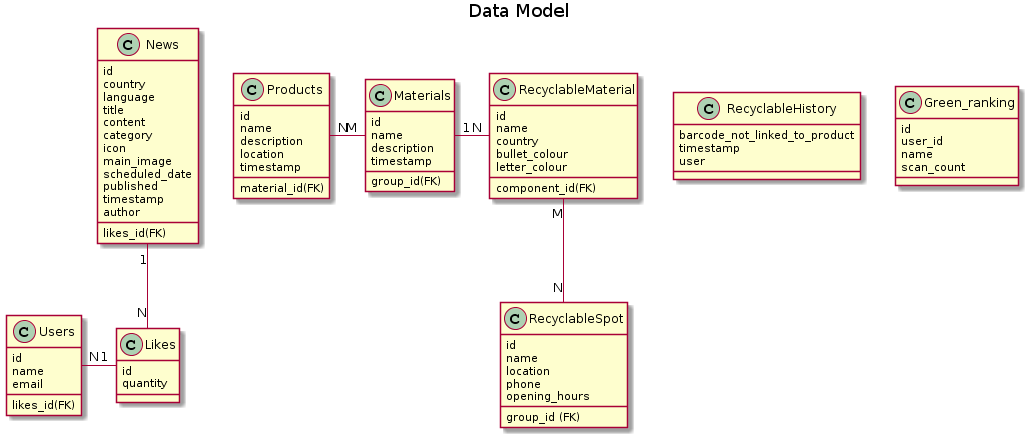 Data Model
C News
id
country
language
title
content
category
icon
main_image
scheduled_date
published
timestamp
author
likes_id(FK)
C Products
id
name
description
location
timestamp
material_id(FK)
N M
C Materials
id
name
description
timestamp
group_id(FK)
1 N
C RecyclableMaterial
id
name
country
bullet_colour
letter_colour
component_id(FK)
C RecyclableHistory
barcode_not_linked_to_product
timestamp
user
C Green_ranking
id
user_id
name
scan_count
1
N
M
N
C Users
id
name
email
likes_id(FK)
N 1
C Likes
id
quantity
C RecyclableSpot
id
name
location
phone
opening_hours
group_id (FK)